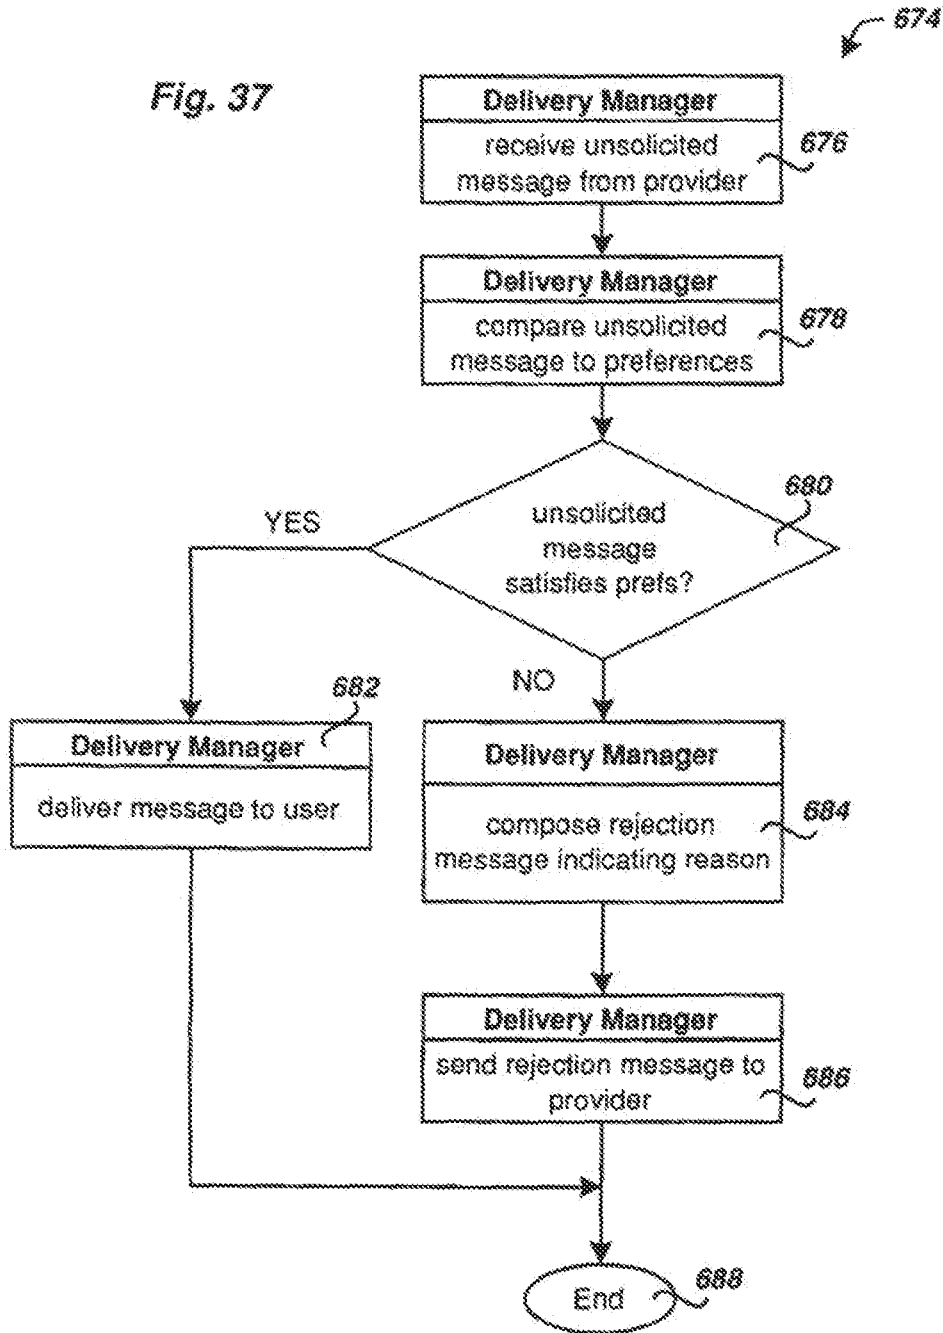 674
Fig. 37
Delivery Manager
receive unsolicited
message from provider
676
Delivery Manager
compare unsolicited
message to preferences
678
unsolicited
message
satisfies prefs?
680
YES
NO
682
Delivery Manager
deliver message to user
Delivery Manager
compose rejection
message indicating reason
684
Delivery Manager
send rejection message to
provider
686
End
688